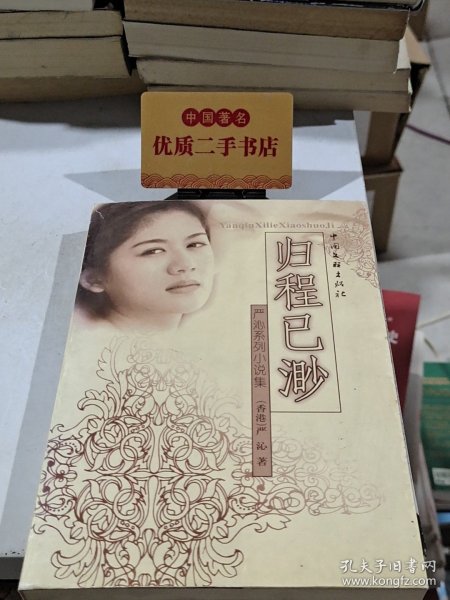 中国著名
优质二手书店
YanqinXilieXiaoshuoJi
中国文联出版社
归程已渺
严沁系列小说集
(香港)严 沁 著
孔夫子旧书网
www.kongfz.com